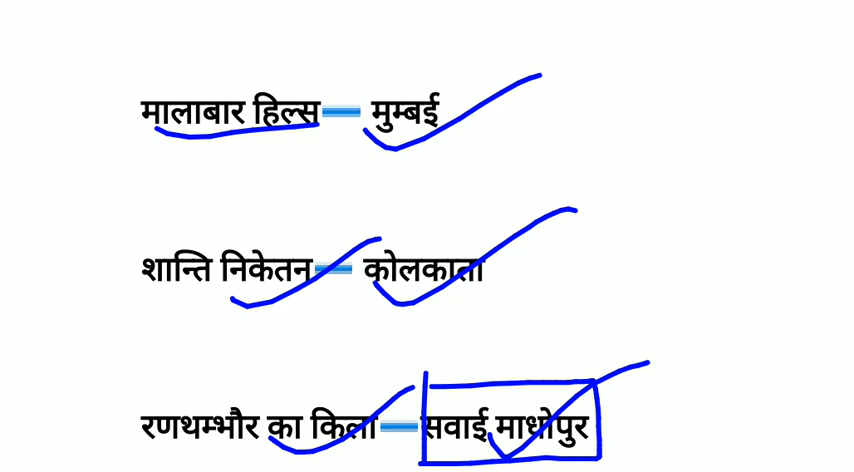 मालाबार हिल्स ➖ मुम्बई
शान्ति निकेतन ➖ कोलकाता
रणथम्भौर का किला ➖ सवाई माधोपुर